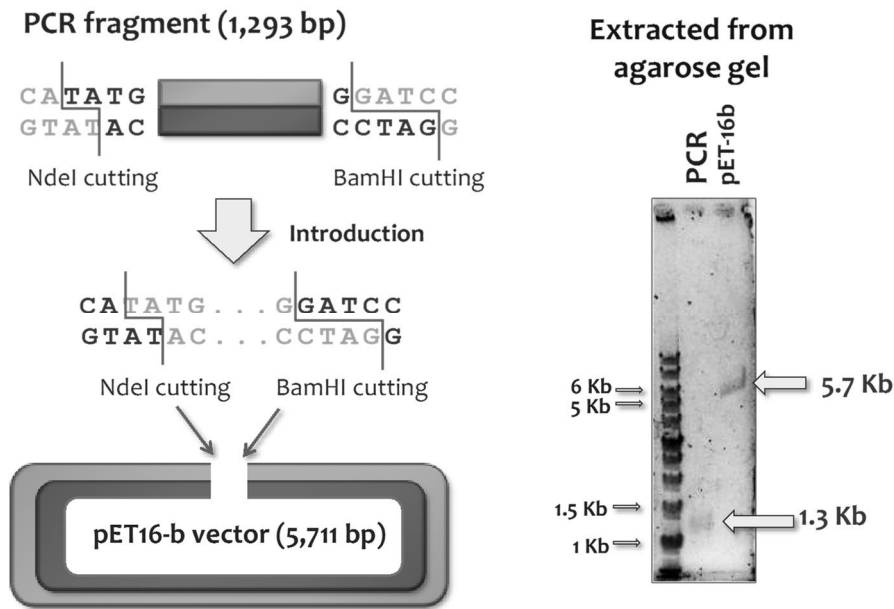 PCR fragment (1,293 bp)
CATATG GGATCC
GTATAC CCTAGG
NdeI cutting BamHI cutting
Introduction
CATATG...GGATCC
GTATAC...CCTAGG
NdeI cutting BamHI cutting
pET16-b vector (5,711 bp)
Extracted from
agarose gel
PCR
pET-16b
6 Kb
5 Kb
5.7 Kb
1.5 Kb
1.3 Kb
1 Kb